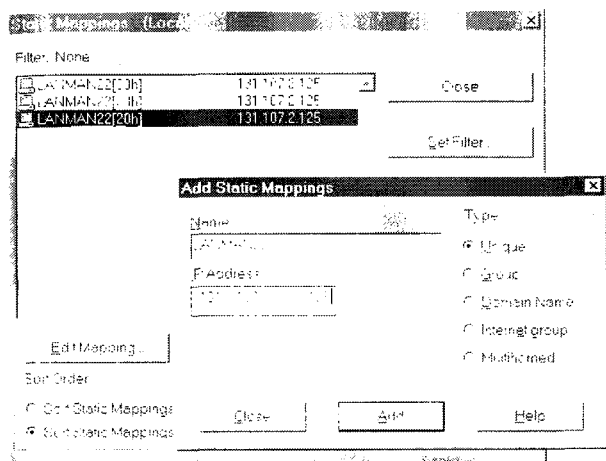 Static Mappings (Local)
Filter: None
LANMAN22[00h] 131.107.2.125
LANMAN22[03h] 131.107.2.125
LANMAN22[20h] 131.107.2.125
Close
Set Filter...
Add Static Mappings
Name
IP Address
Type
Unique
Group
Domain Name
Internet group
Multihomed
Edit Mapping...
Sort Order
Sort Static Mappings
Sort Static Mappings
Close
Add
Help